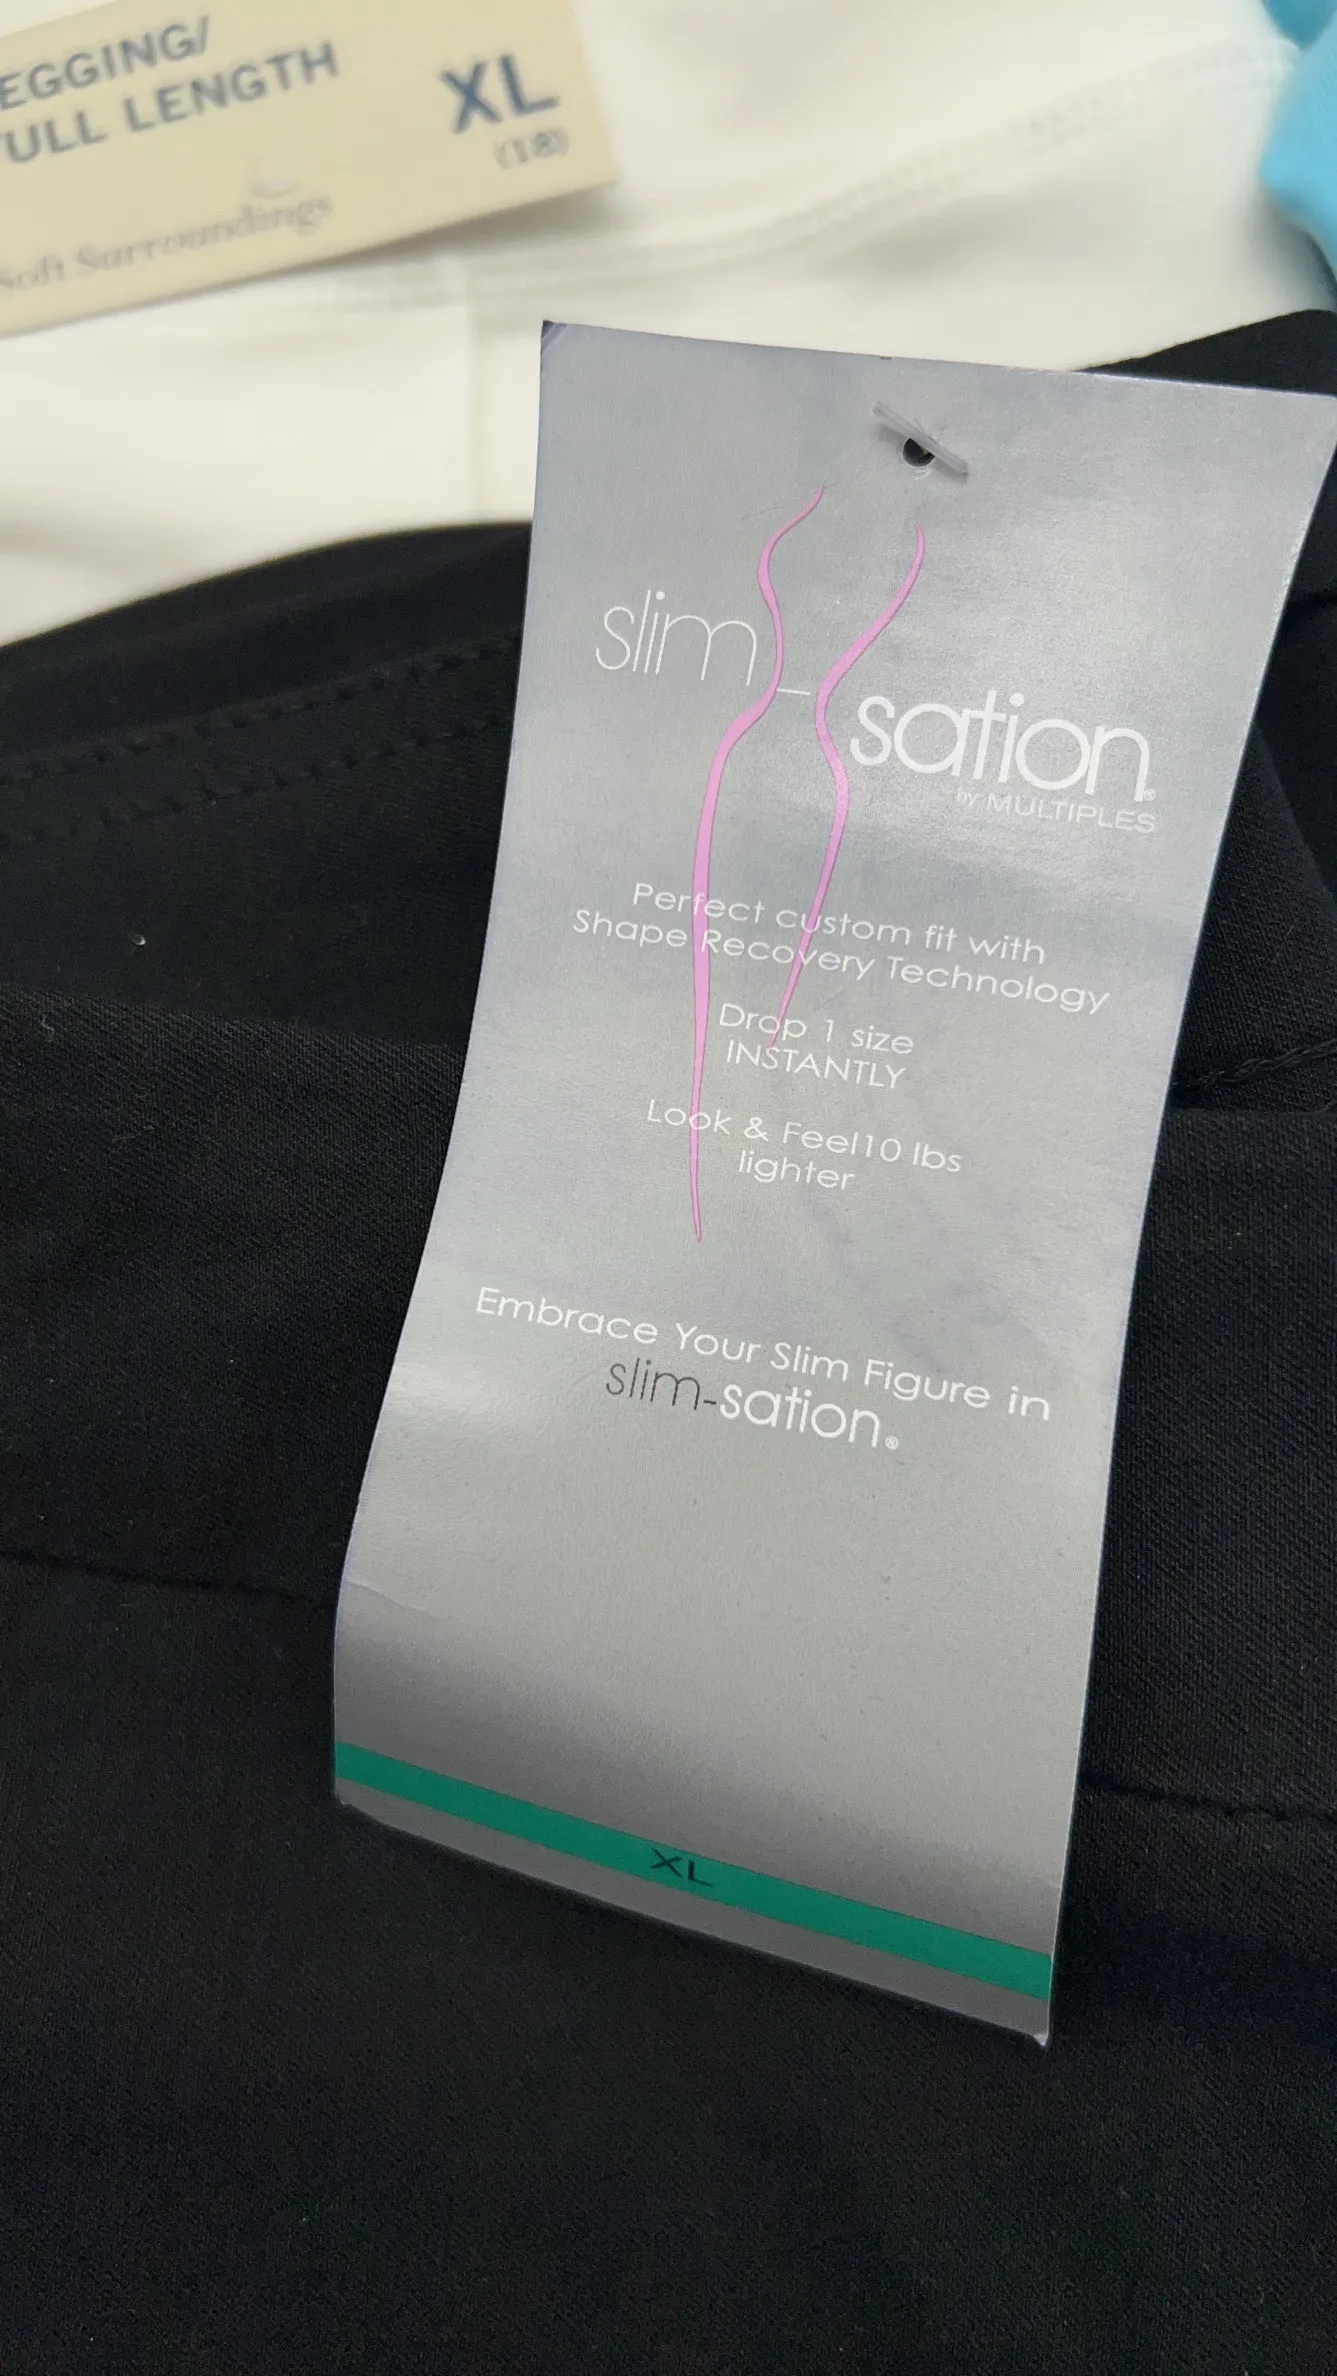 EGGING/
ULL LENGTH
XL
(18)
Soft Surroundings
slim-sation®
by MULTIPLES
Perfect custom fit with
Shape Recovery Technology
Drop 1 size
INSTANTLY
Look & Feel10 lbs
lighter
Embrace Your Slim Figure in
slim-sation®
XL